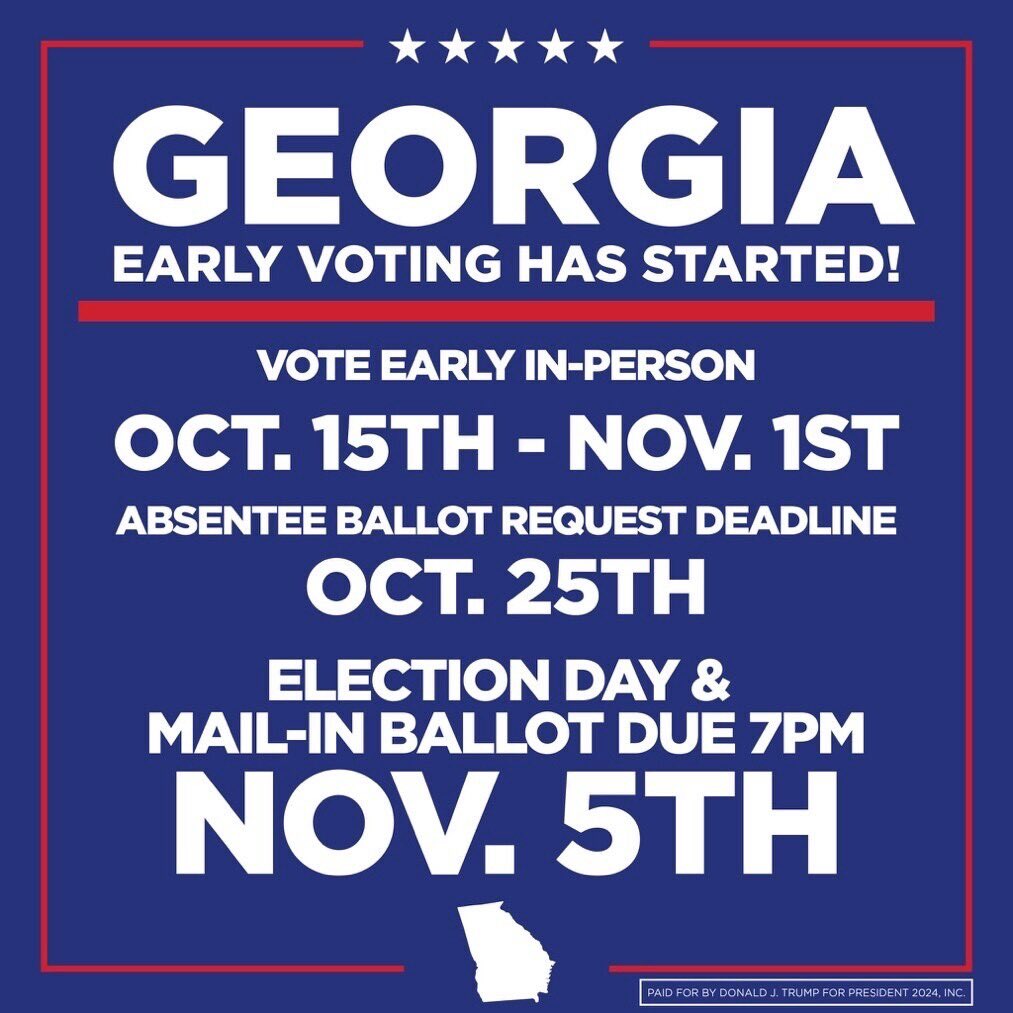 GEORGIA
EARLY VOTING HAS STARTED!
VOTE EARLY IN-PERSON
OCT. 15TH - NOV. 1ST
ABSENTEE BALLOT REQUEST DEADLINE
OCT. 25TH
ELECTION DAY &
MAIL-IN BALLOT DUE 7PM
NOV. 5TH
PAID FOR BY DONALD J. TRUMP FOR PRESIDENT 2024, INC.